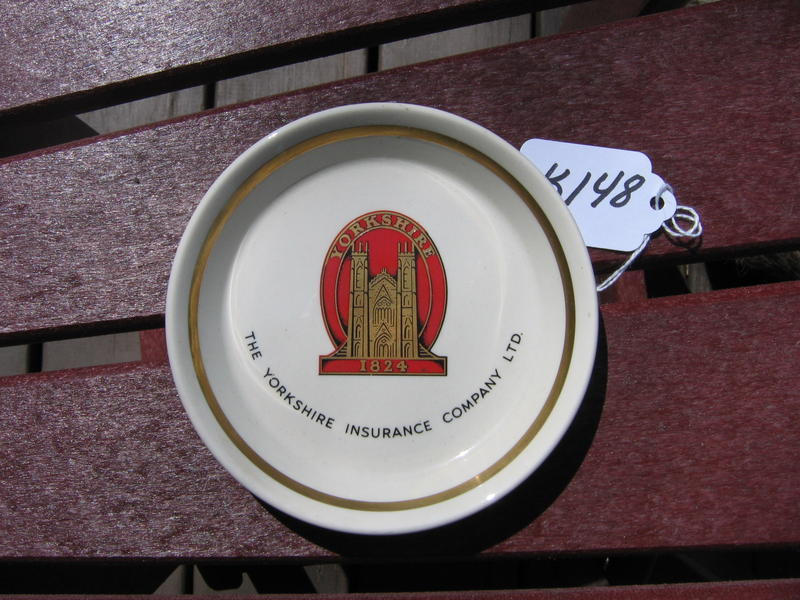 YORKSHIRE
1824
THE YORKSHIRE INSURANCE COMPANY LTD.
K148